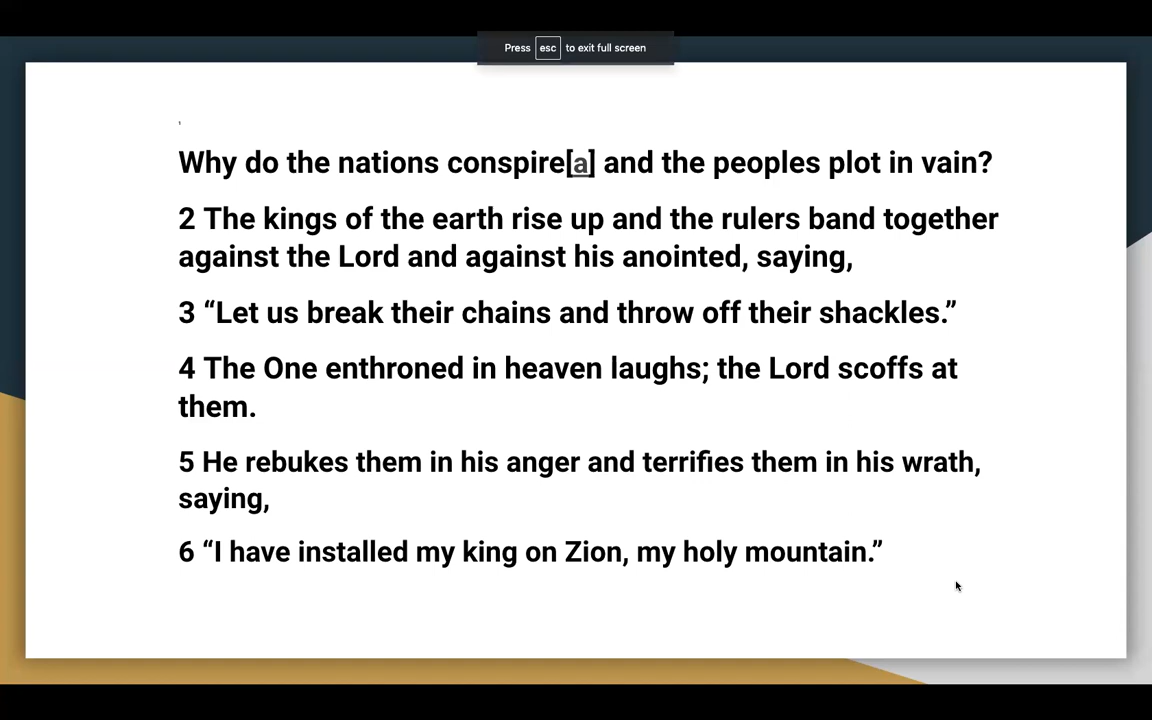 Press esc to exit full screen
Why do the nations conspire[a] and the peoples plot in vain?
2 The kings of the earth rise up and the rulers band together
against the Lord and against his anointed, saying,
3 “Let us break their chains and throw off their shackles.”
4 The One enthroned in heaven laughs; the Lord scoffs at
them.
5 He rebukes them in his anger and terrifies them in his wrath,
saying,
6 “I have installed my king on Zion, my holy mountain.”